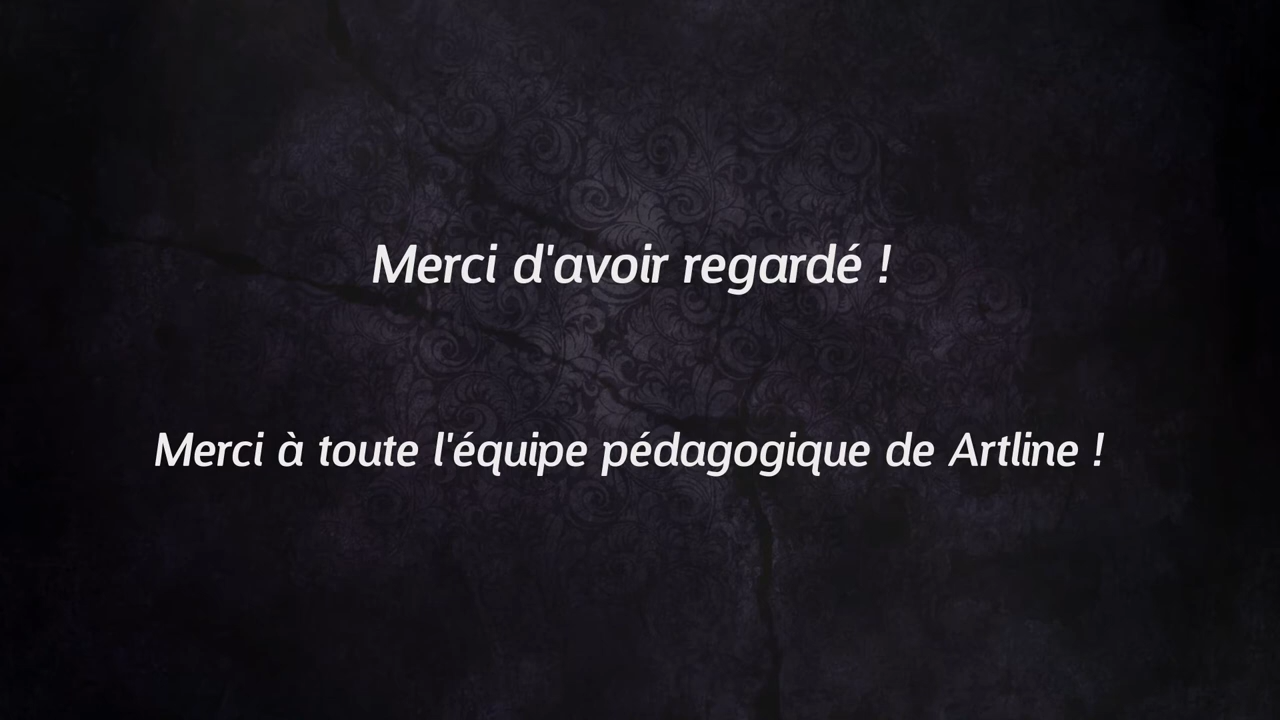 Merci d'avoir regardé !
Merci à toute l'équipe pédagogique de Artline !